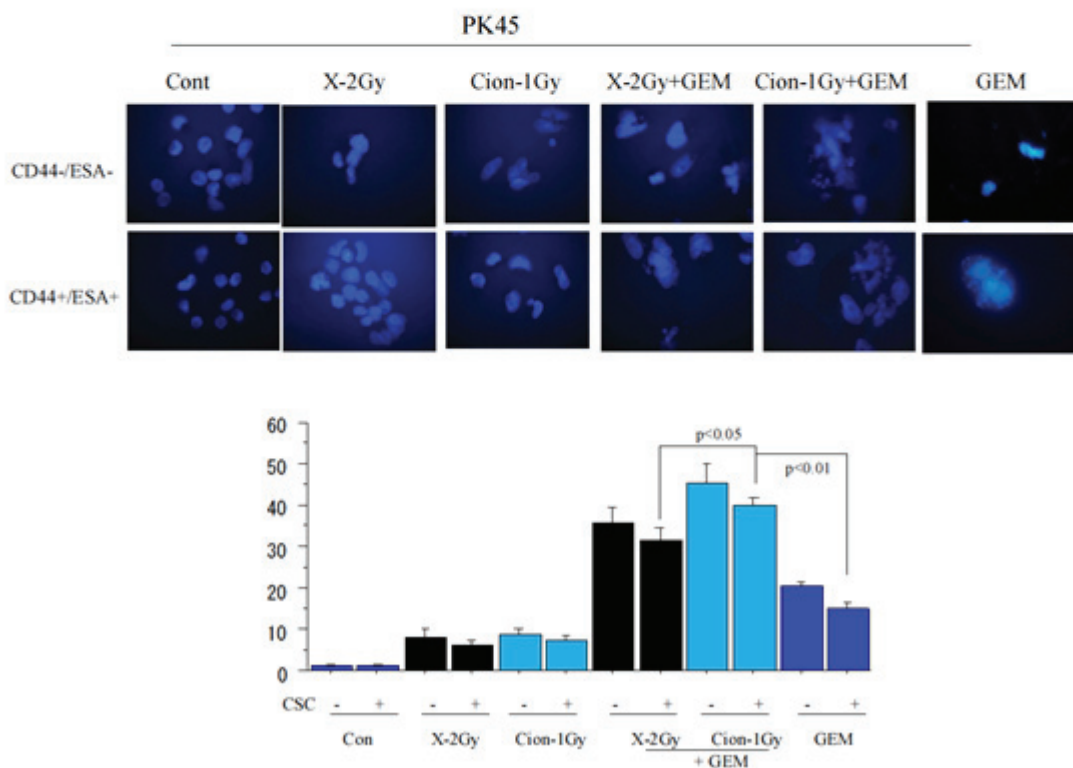 PK45
Cont X-2Gy Cion-1Gy X-2Gy+GEM Cion-1Gy+GEM GEM
CD44-/ESA-
CD44+/ESA+
60
50
40
30
20
10
0
p<0.05
p<0.01
CSC - + - + - + - + - + - +
Con X-2Gy Cion-1Gy X-2Gy Cion-1Gy GEM
+ GEM